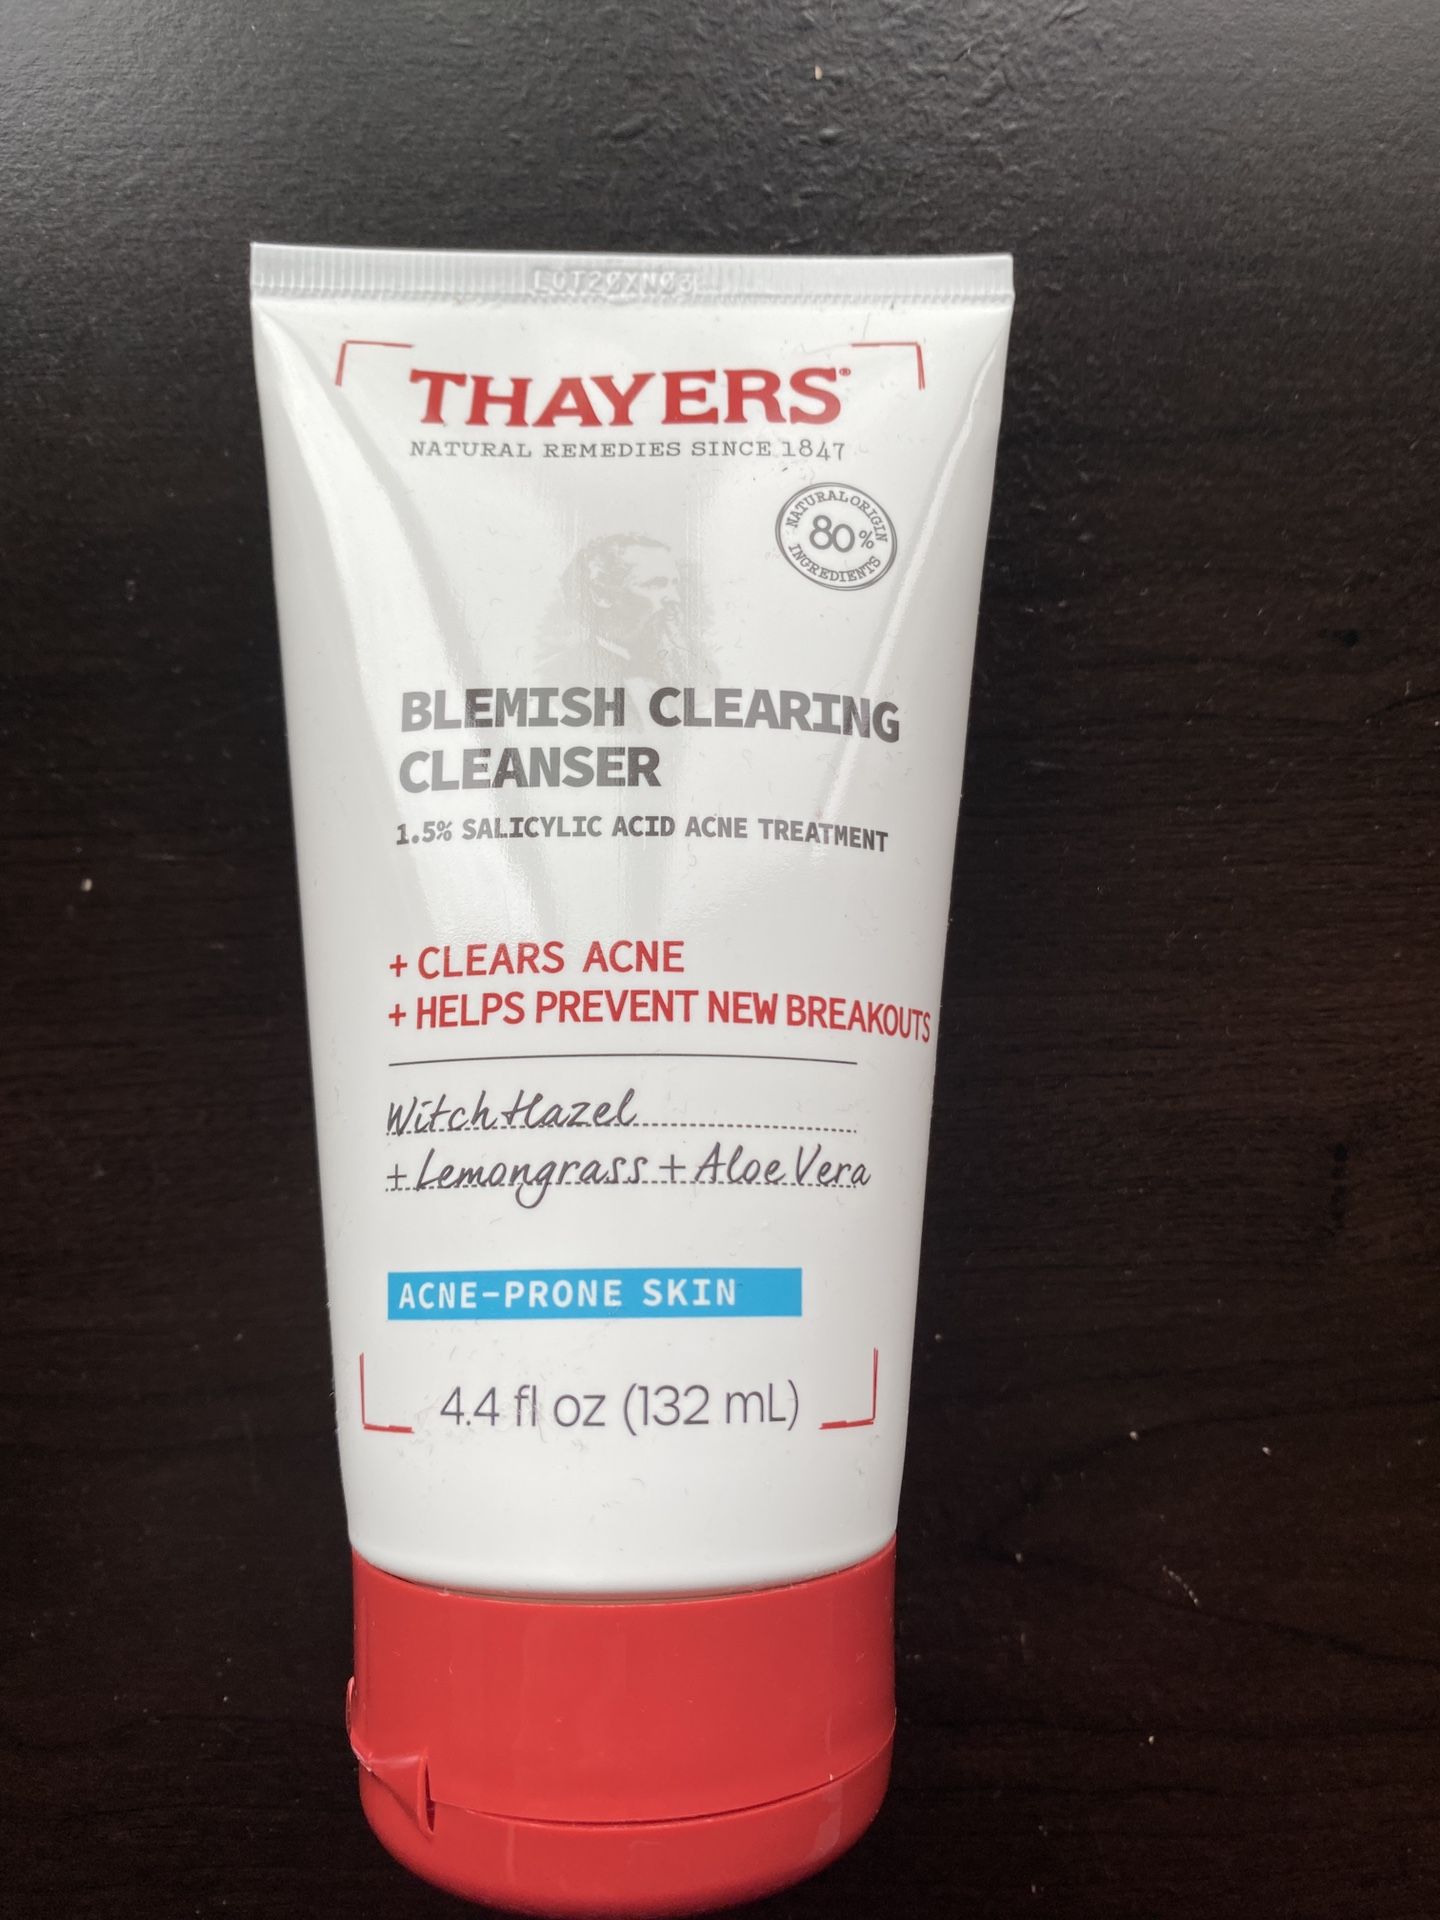 LOT20XN03
THAYERS®
NATURAL REMEDIES SINCE 1847
NATURAL ORIGIN
80%
INGREDIENTS
BLEMISH CLEARING
CLEANSER
1.5% SALICYLIC ACID ACNE TREATMENT
+ CLEARS ACNE
+ HELPS PREVENT NEW BREAKOUTS
Witch Hazel
+ Lemongrass + Aloe Vera
ACNE-PRONE SKIN
4.4 fl oz (132 mL)